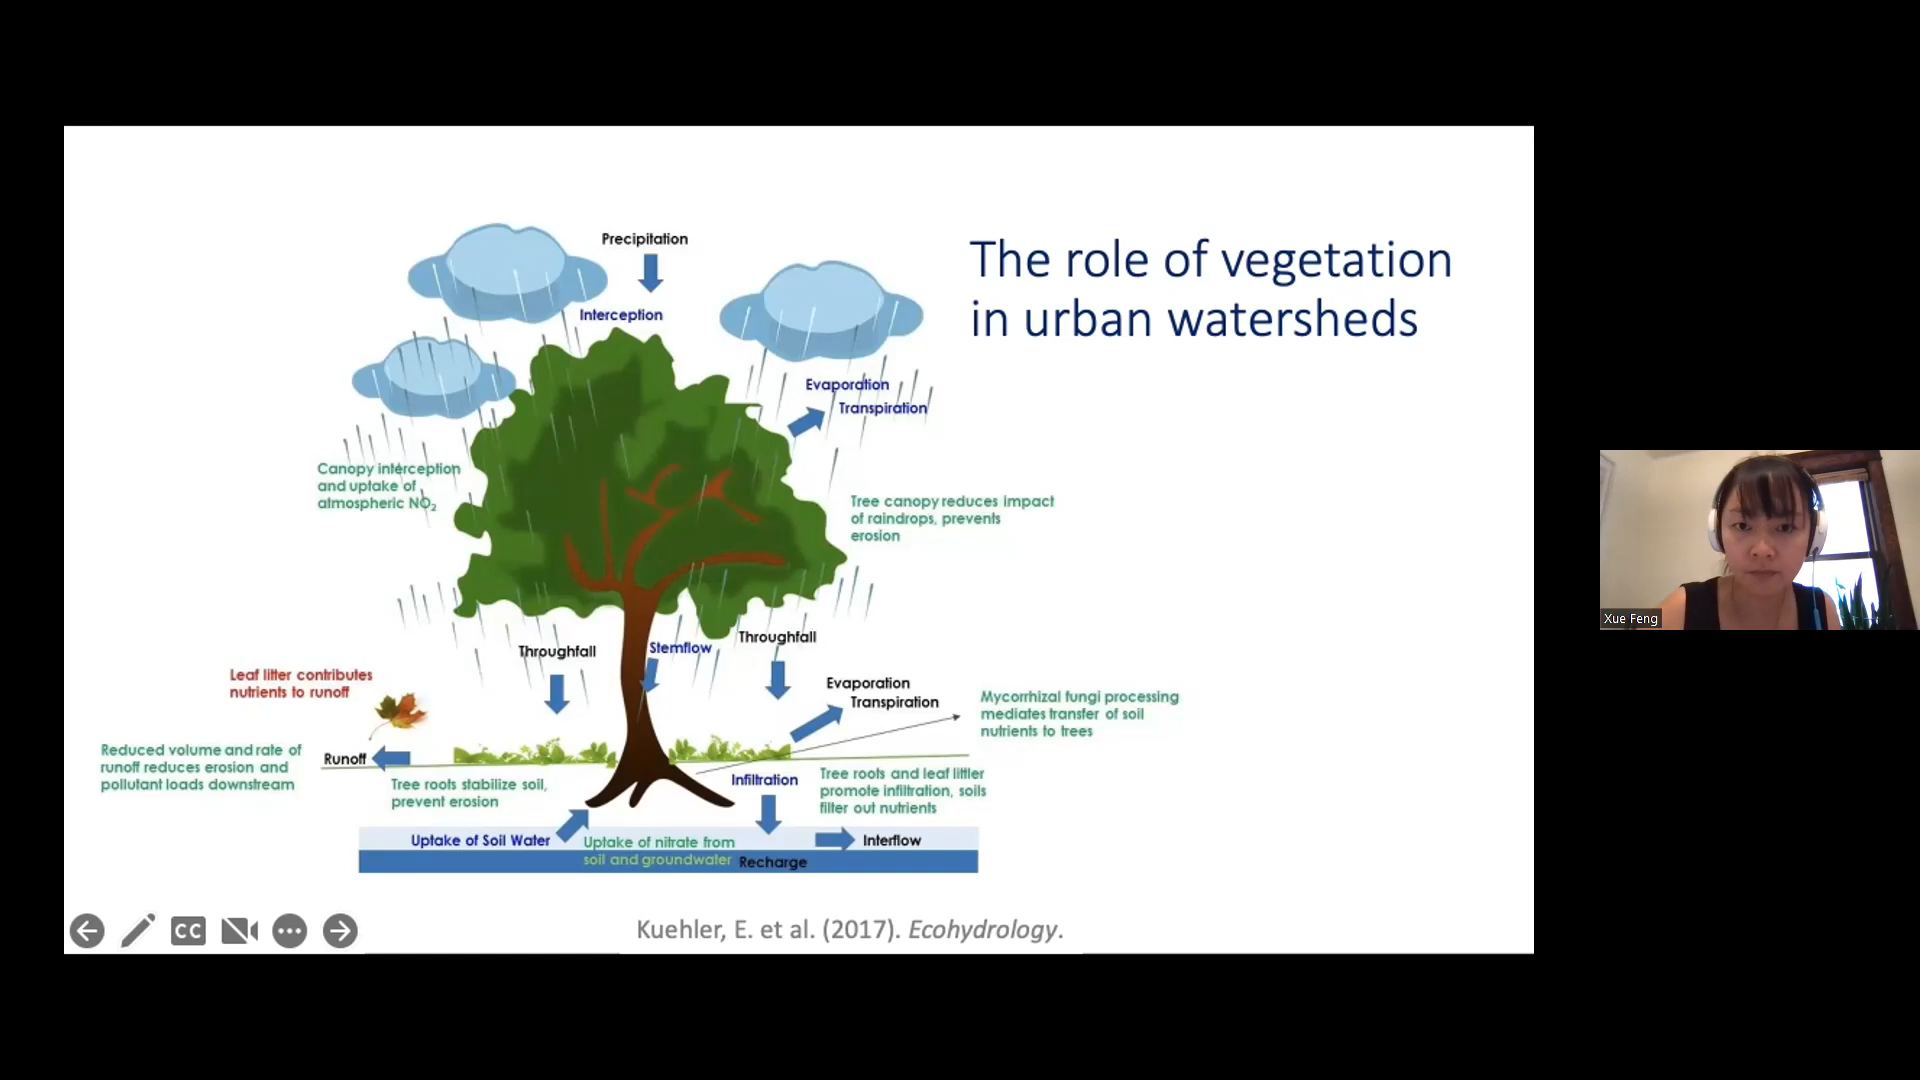 The role of vegetation
in urban watersheds
Precipitation
Interception
Evaporation
Transpiration
Canopy interception
and uptake of
atmospheric NO₂
Tree canopy reduces impact
of raindrops, prevents
erosion
Throughfall
Stemflow
Throughfall
Leaf litter contributes
nutrients to runoff
Evaporation
Transpiration
Mycorrhizal fungi processing
mediates transfer of soil
nutrients to trees
Reduced volume and rate of
runoff reduces erosion and
pollutant loads downstream
Runoff
Tree roots stabilize soil,
prevent erosion
Infiltration
Tree roots and leaf littler
promote infiltration, soils
filter out nutrients
Uptake of Soil Water
Uptake of nitrate from
soil and groundwater
Recharge
Interflow
CC
Kuehler, E. et al. (2017). Ecohydrology.
Xue Feng